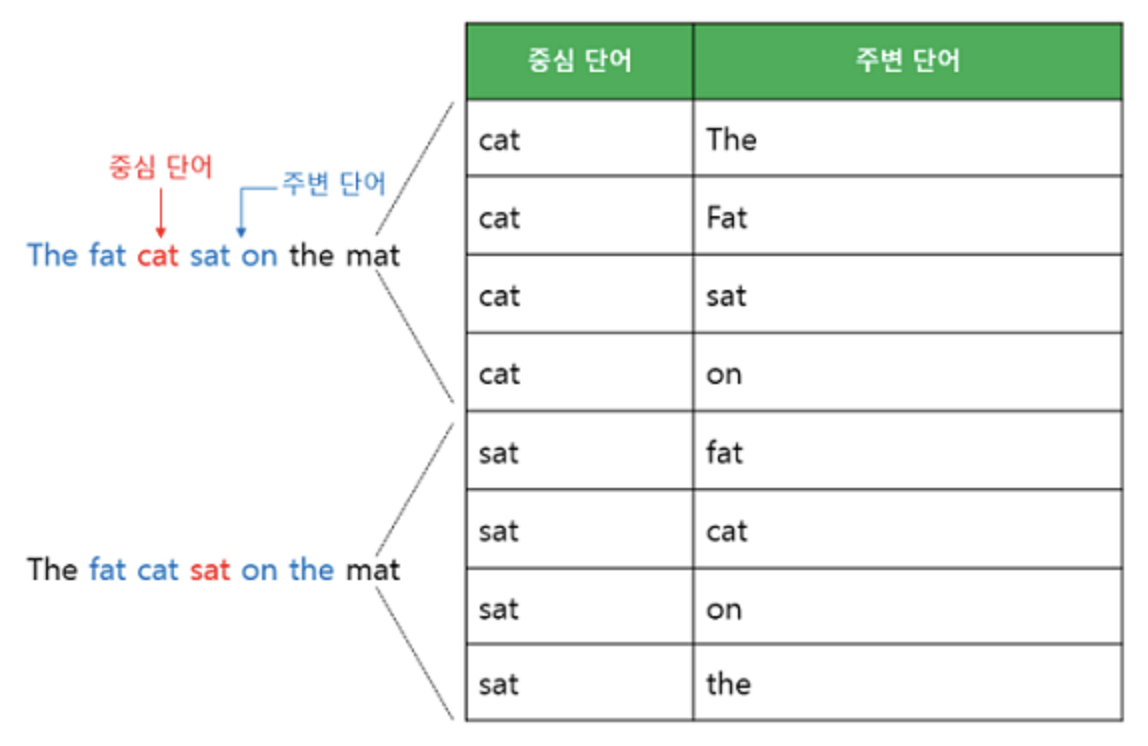 중심 단어
주변 단어
The fat cat sat on the mat
The fat cat sat on the mat
중심 단어 주변 단어
cat The
cat Fat
cat sat
cat on
sat fat
sat cat
sat on
sat the